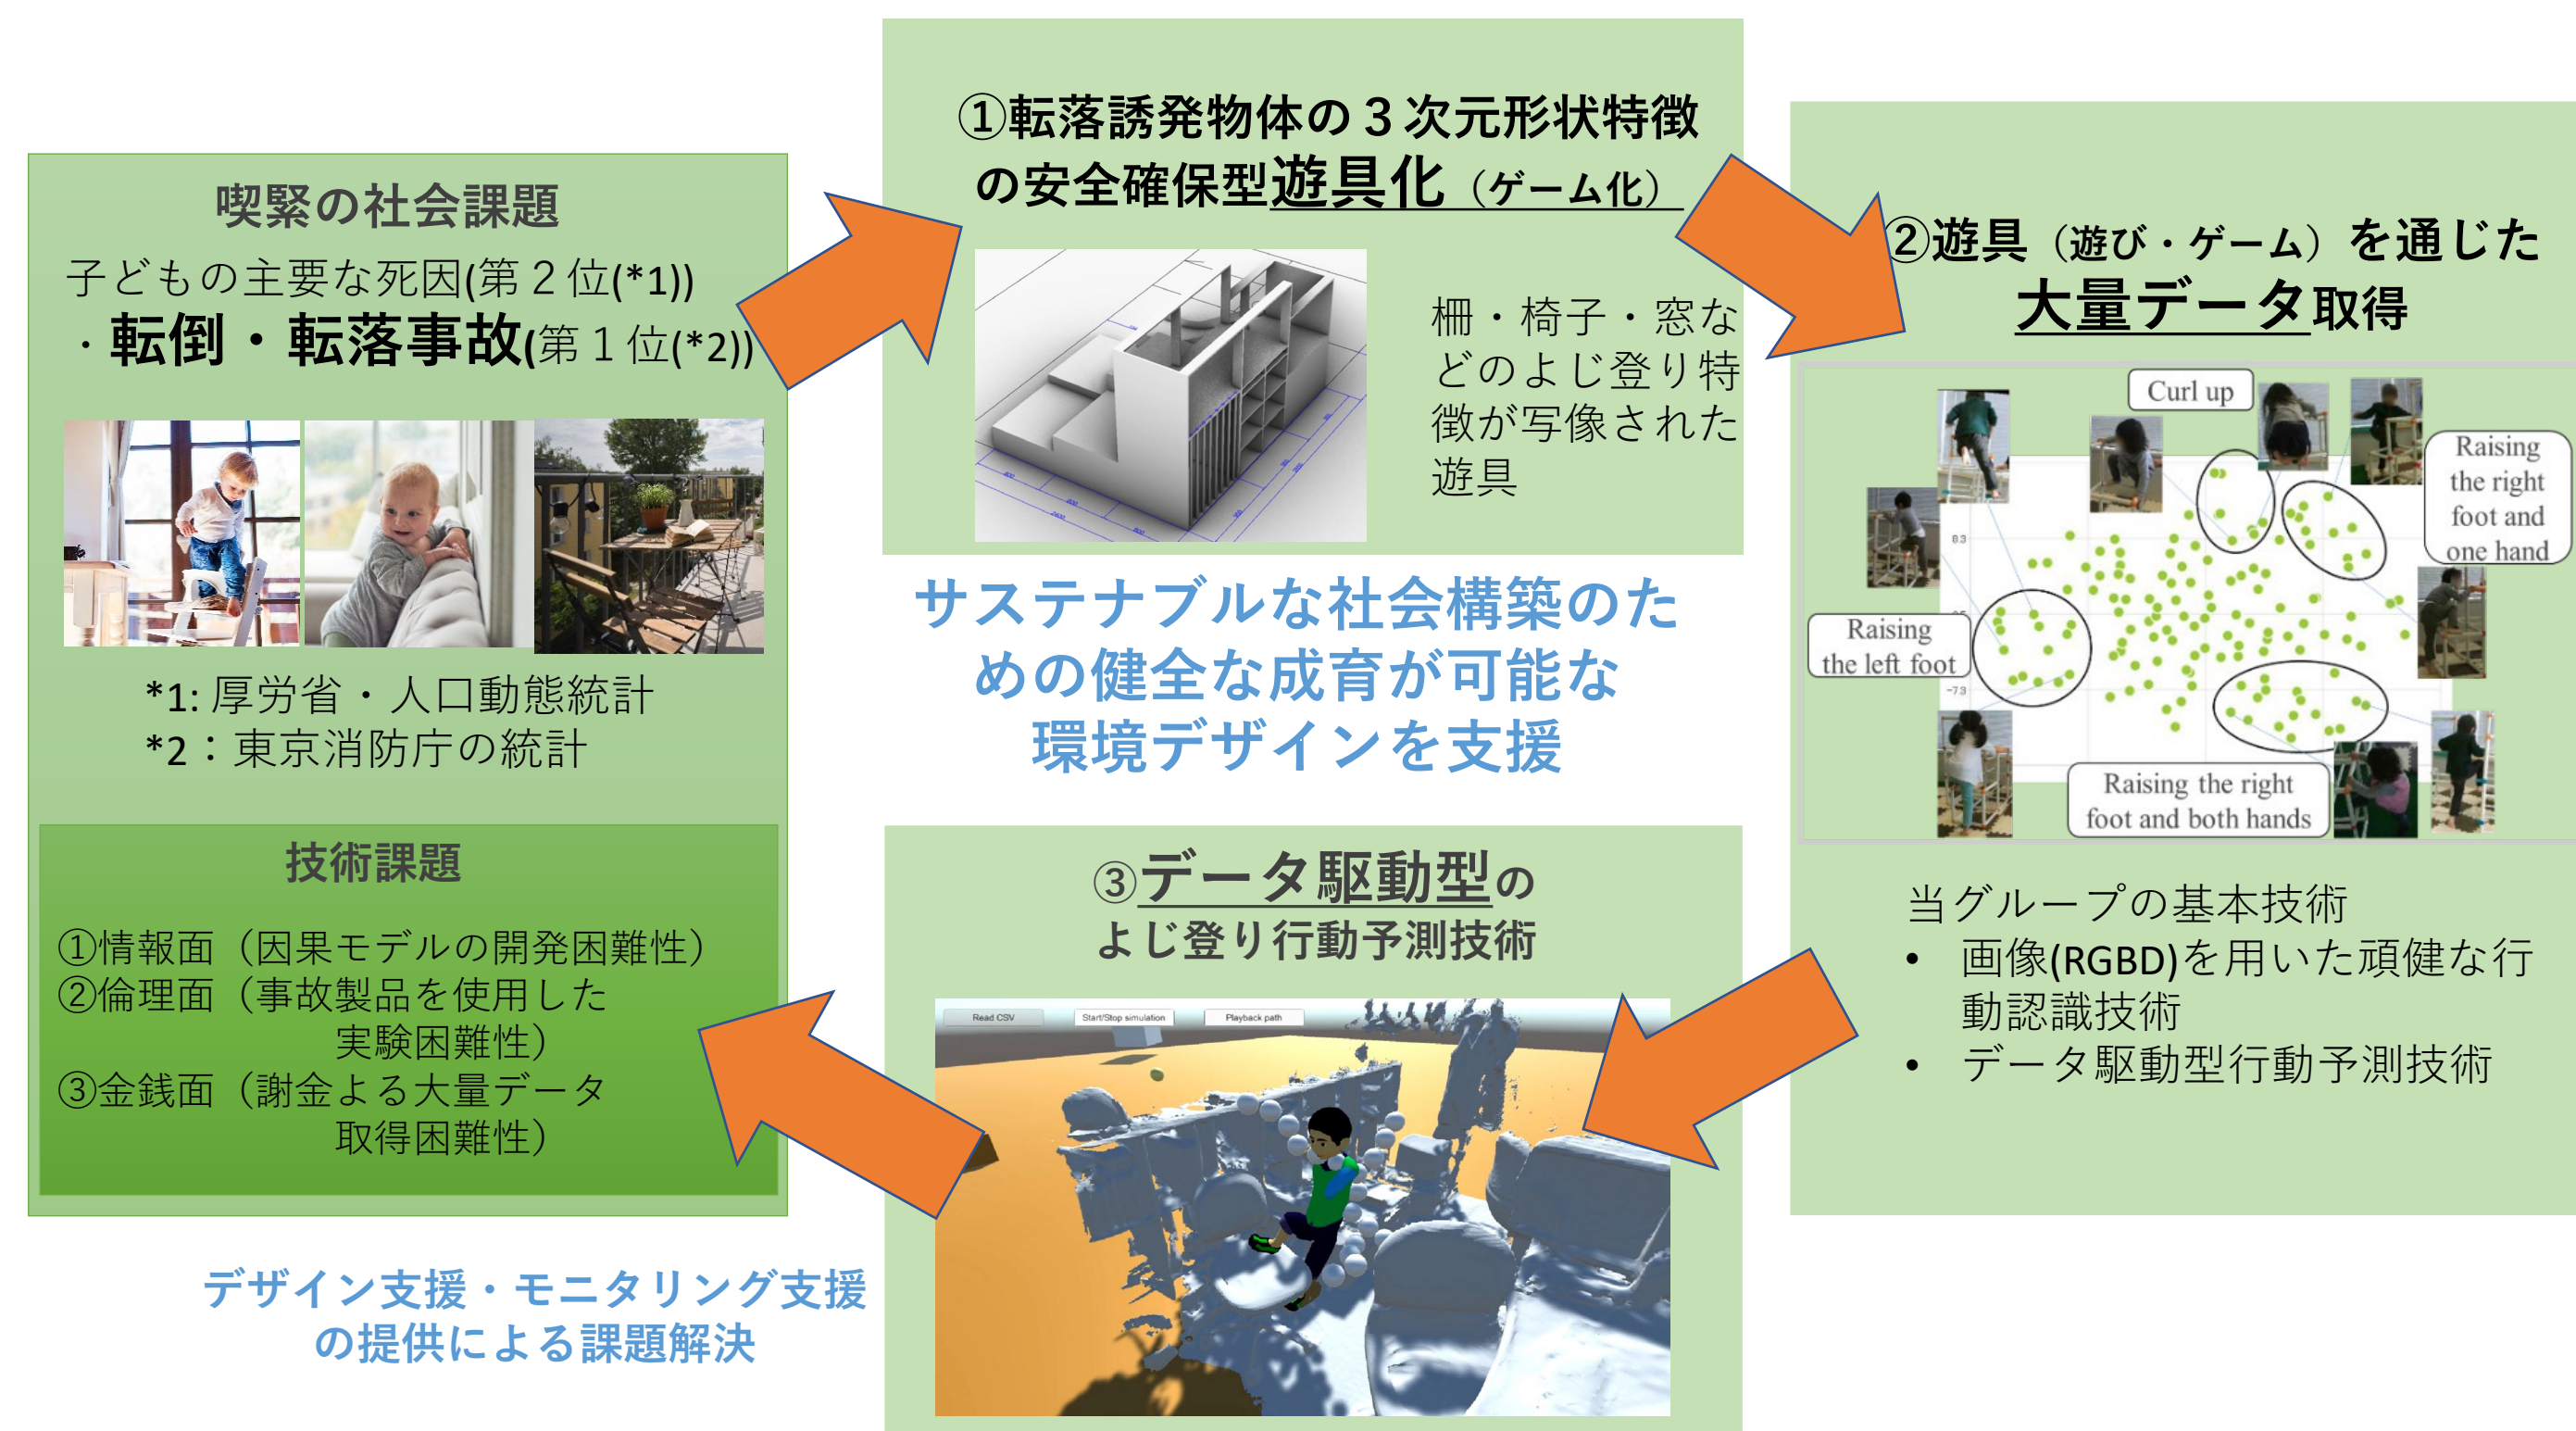 喫緊の社会課題
子どもの主要な死因(第２位(*1))
・転倒・転落事故(第１位(*2))
*1: 厚労省・人口動態統計
*2：東京消防庁の統計
技術課題
①情報面（因果モデルの開発困難性）
②倫理面（事故製品を使用した
実験困難性）
③金銭面（謝金よる大量データ
取得困難性）
デザイン支援・モニタリング支援
の提供による課題解決
①転落誘発物体の３次元形状特徴
の安全確保型遊具化（ゲーム化）
柵・椅子・窓な
どのよじ登り特
徴が写像された
遊具
サステナブルな社会構築のた
めの健全な成育が可能な
環境デザインを支援
②遊具（遊び・ゲーム）を通じた
大量データ取得
Curl up
Raising
the right
foot and
one hand
8.3
Raising
the left foot
-7.3
Raising the right
foot and both hands
当グループの基本技術
• 画像(RGBD)を用いた頑健な行
動認識技術
• データ駆動型行動予測技術
③データ駆動型の
よじ登り行動予測技術
Read CSV
Start/Stop simulation
Playback path